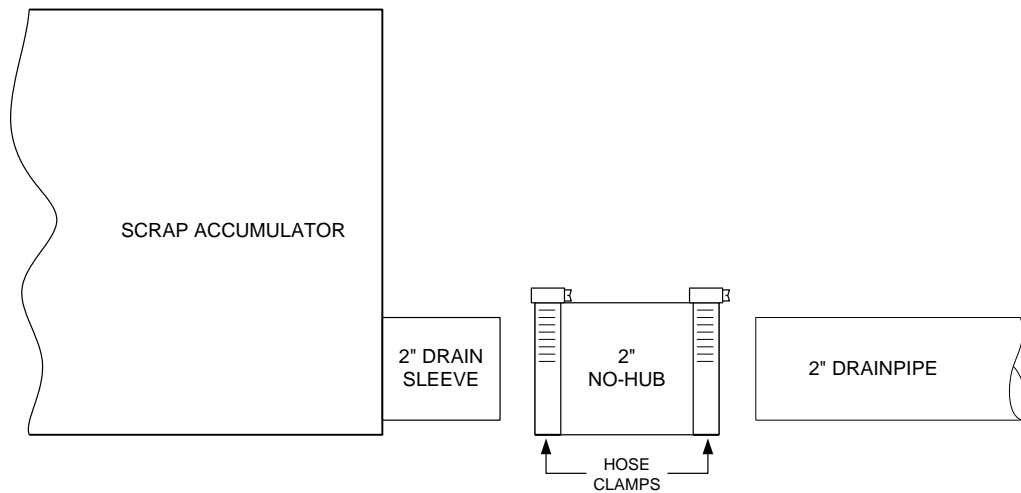 SCRAP ACCUMULATOR
2" DRAIN
SLEEVE
2"
NO-HUB
2" DRAINPIPE
HOSE
CLAMPS